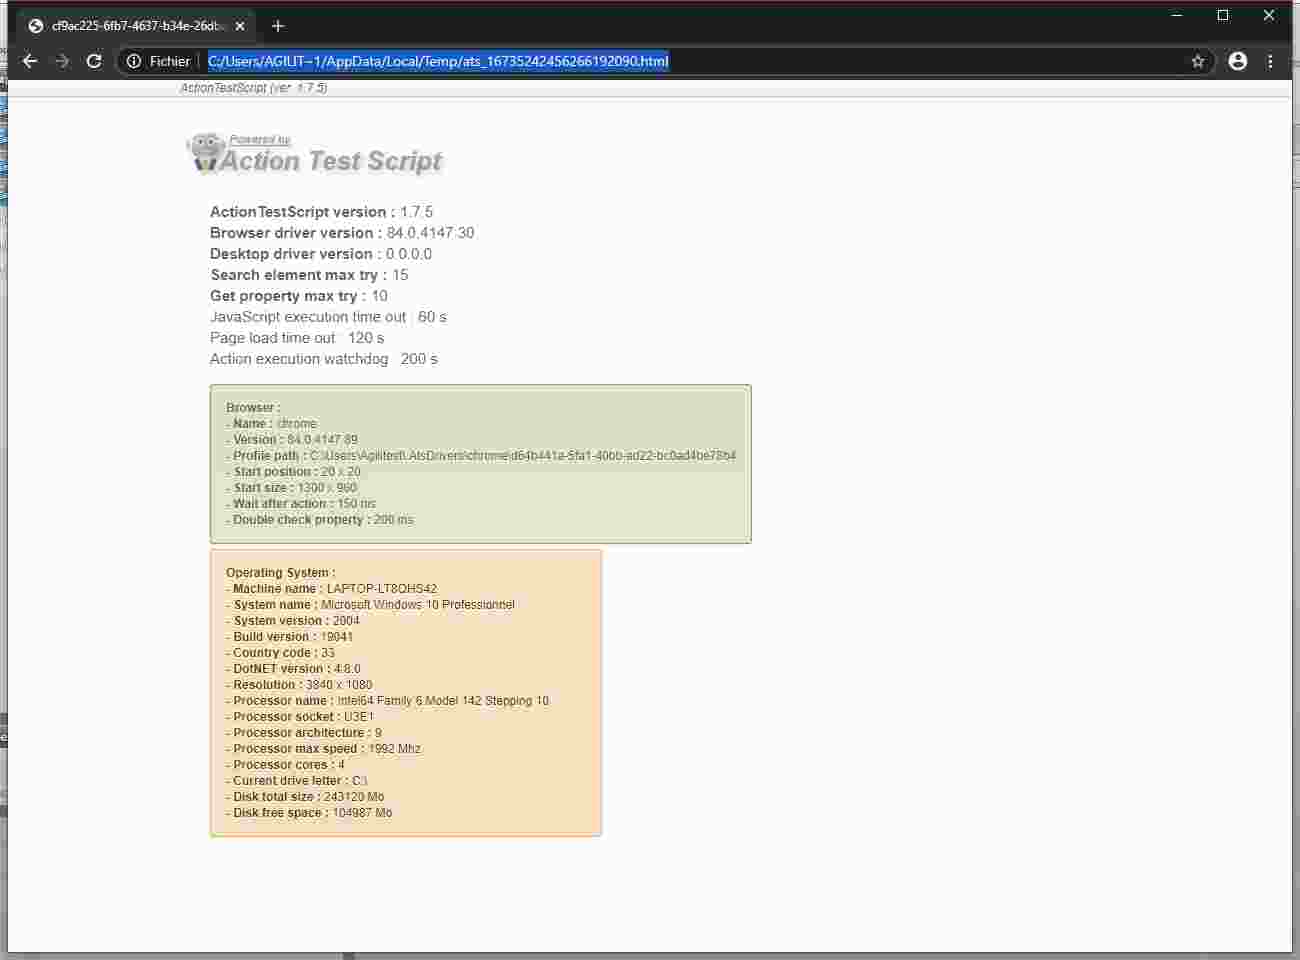 cf9ac225-6fb7-4637-b34e-26db
Fichier
C:/Users/AGILIT~1/AppData/Local/Temp/ats_16735242456266192090.html
ActionTestScript (ver. 1.7.5)
Powered by
Action Test Script
ActionTestScript version : 1.7.5
Browser driver version : 84.0.4147.30
Desktop driver version : 0.0.0.0
Search element max try : 15
Get property max try : 10
JavaScript execution time out : 60 s
Page load time out : 120 s
Action execution watchdog : 200 s
Browser :
- Name : chrome
- Version : 84.0.4147.89
- Profile path : C:\Users\Agilitest\.AtsDrivers\chrome\d64b441a-5fa1-40bb-ad22-bc0ad4be78b4
- Start position : 20 x 20
- Start size : 1300 x 960
- Wait after action : 150 ms
- Double check property : 200 ms
Operating System :
- Machine name : LAPTOP-LT8QHS42
- System name : Microsoft Windows 10 Professionnel
- System version : 2004
- Build version : 19041
- Country code : 33
- DotNET version : 4.8.0
- Resolution : 3840 x 1080
- Processor name : Intel64 Family 6 Model 142 Stepping 10
- Processor socket : U3E1
- Processor architecture : 9
- Processor max speed : 1992 Mhz
- Processor cores : 4
- Current drive letter : C:\
- Disk total size : 243120 Mo
- Disk free space : 104987 Mo